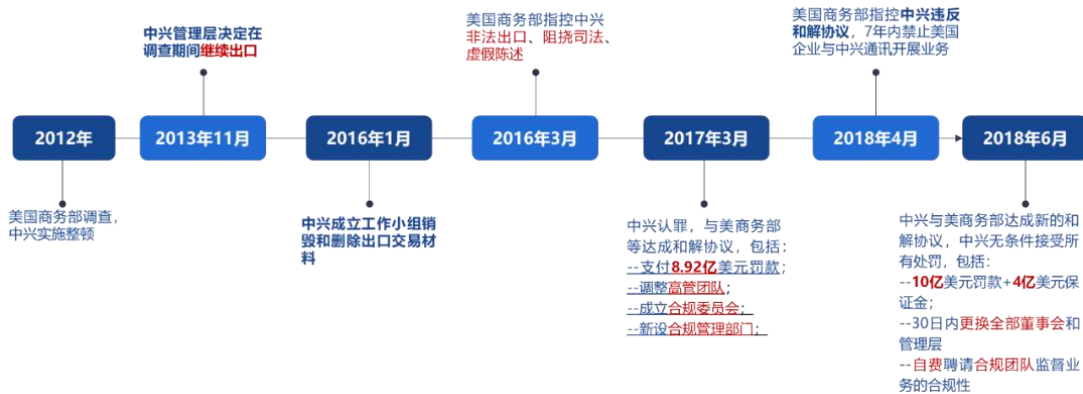 中兴管理层决定在
调查期间继续出口
美国商务部指控中兴
非法出口、阻挠司法、
虚假陈述
美国商务部指控中兴违反
和解协议，7年内禁止美国
企业与中兴通讯开展业务
2012年
2013年11月
2016年1月
2016年3月
2017年3月
2018年4月
2018年6月
美国商务部调查，
中兴实施整顿
中兴成立工作小组销
毁和删除出口交易材
料
中兴认罪，与美商务部
等达成和解协议，包括：
--支付8.92亿美元罚款；
--调整高管团队；
--成立合规委员会；
--新设合规管理部门；
中兴与美商务部达成新的和
解协议，中兴无条件接受所
有处罚，包括：
--10亿美元罚款+4亿美元保
证金；
--30日内更换全部董事会和
管理层
--自费聘请合规团队监督业
务的合规性